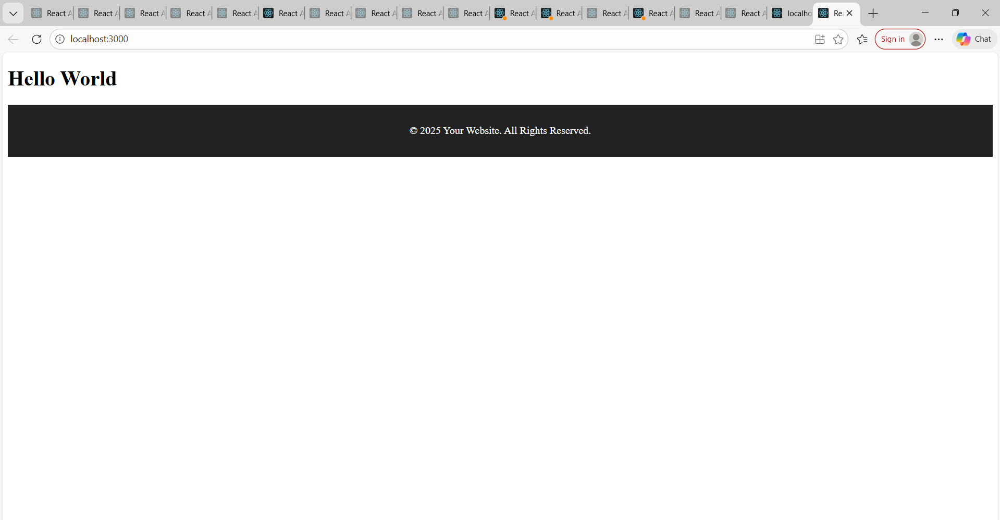 React A React A React A React A React A React A React A React A React A React A React A React A React A React A React A React A localho Rea
localhost:3000
Sign in
Chat
Hello World
© 2025 Your Website. All Rights Reserved.